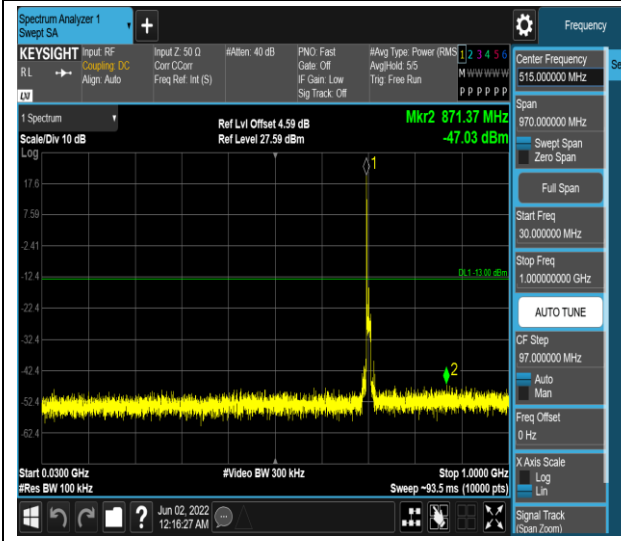 Spectrum Analyzer 1
Swept SA
Frequency
KEYSIGHT
RL
LXI
Input: RF
Coupling: DC
Align: Auto
Input Z: 50 Ω
Corr CCorr
Freq Ref: Int (S)
#Atten: 40 dB
PNO: Fast
Gate: Off
IF Gain: Low
Sig Track: Off
#Avg Type: Power (RMS
Avg|Hold: 5/5
Trig: Free Run
1 2 3 4 5 6
M W W W W W
P P P P P P
1 Spectrum
Scale/Div 10 dB
Log
Ref Lvl Offset 4.59 dB
Ref Level 27.59 dBm
Mkr2 871.37 MHz
-47.03 dBm
1
17.6
7.59
-2.41
-12.4
DL1 -13.00 dBm
-22.4
-32.4
-42.4
2
-52.4
-62.4
Start 0.0300 GHz
#Res BW 100 kHz
#Video BW 300 kHz
Stop 1.0000 GHz
Sweep ~93.5 ms (10000 pts)
?
Jun 02, 2022
12:16:27 AM
Center Frequency
515.000000 MHz
Se
Span
970.000000 MHz
Swept Span
Zero Span
Full Span
Start Freq
30.000000 MHz
Stop Freq
1.000000000 GHz
AUTO TUNE
CF Step
97.000000 MHz
Auto
Man
Freq Offset
0 Hz
X Axis Scale
Log
Lin
Signal Track
(Span Zoom)